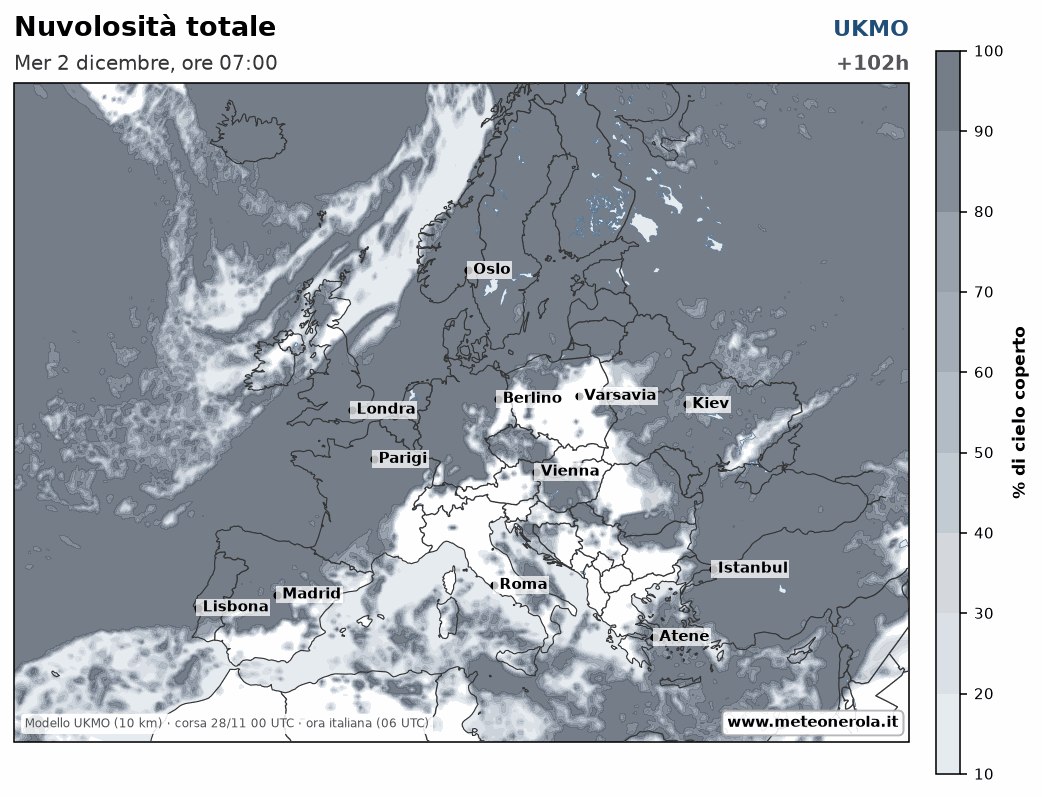 Nuvolosità totale
UKMO
Mer 2 dicembre, ore 07:00
+102h
100
90
80
70
60
50
40
30
20
10
% di cielo coperto
Oslo
Berlino
Varsavia
Kiev
Londra
Parigi
Vienna
Istanbul
Roma
Madrid
Lisbona
Atene
Modello UKMO (10 km) · corsa 28/11 00 UTC · ora italiana (06 UTC)
www.meteonerola.it